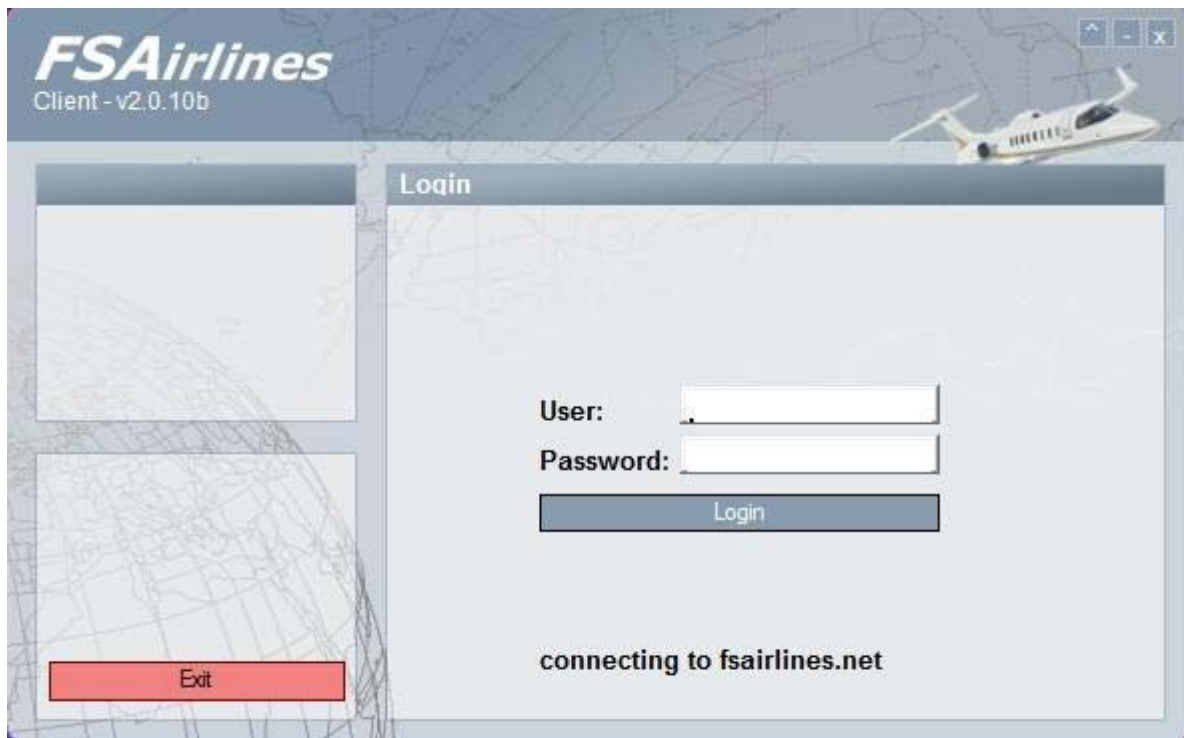 FSAirlines
Client - v2.0.10b
^ - x
Login
User:
Password:
Login
connecting to fsairlines.net
Exit